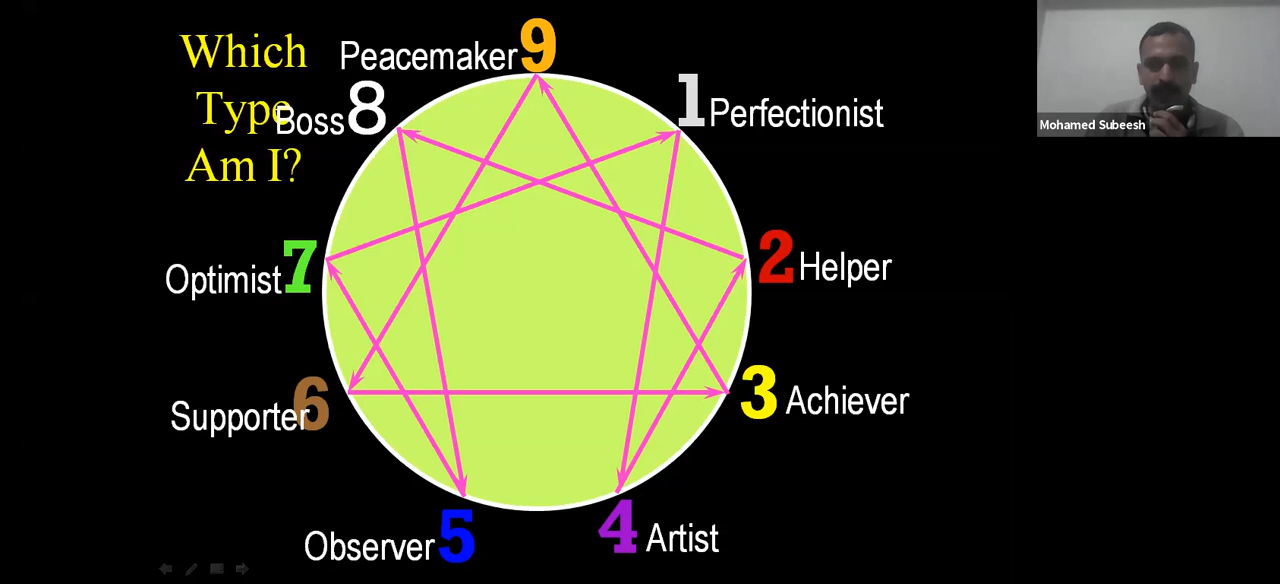 Which
Type
Am I?
Peacemaker 9
Boss 8
1 Perfectionist
Optimist 7
2 Helper
Supporter 6
3 Achiever
Observer 5
4 Artist
Mohamed Subeesh